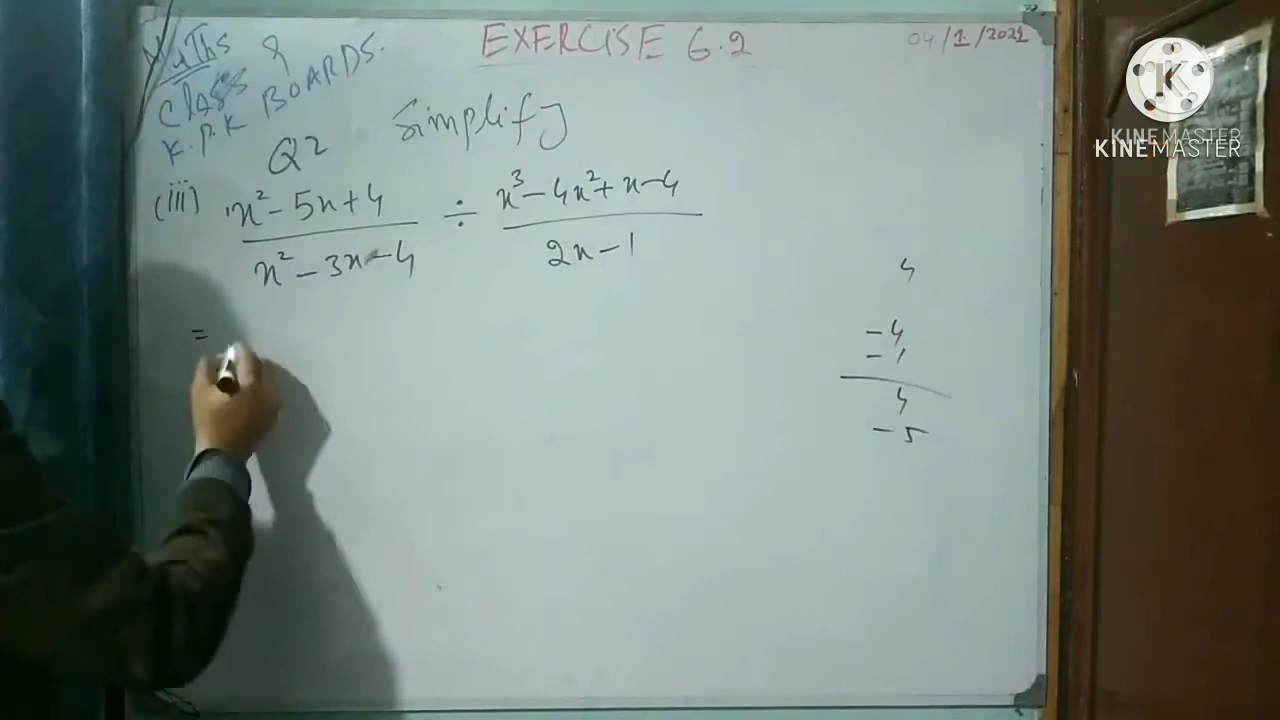 EXERCISE 6.2
04/1/2021
Maths 9
CLASS
K.P.K BOARDS.
Q2 Simplify
(iii) x² - 5x + 4 ÷ x³ - 4x² + x - 4
x² - 3x - 4 2x - 1
=
4
- 4
- 1
4
- 5
K
KINEMASTER
KINEMASTER